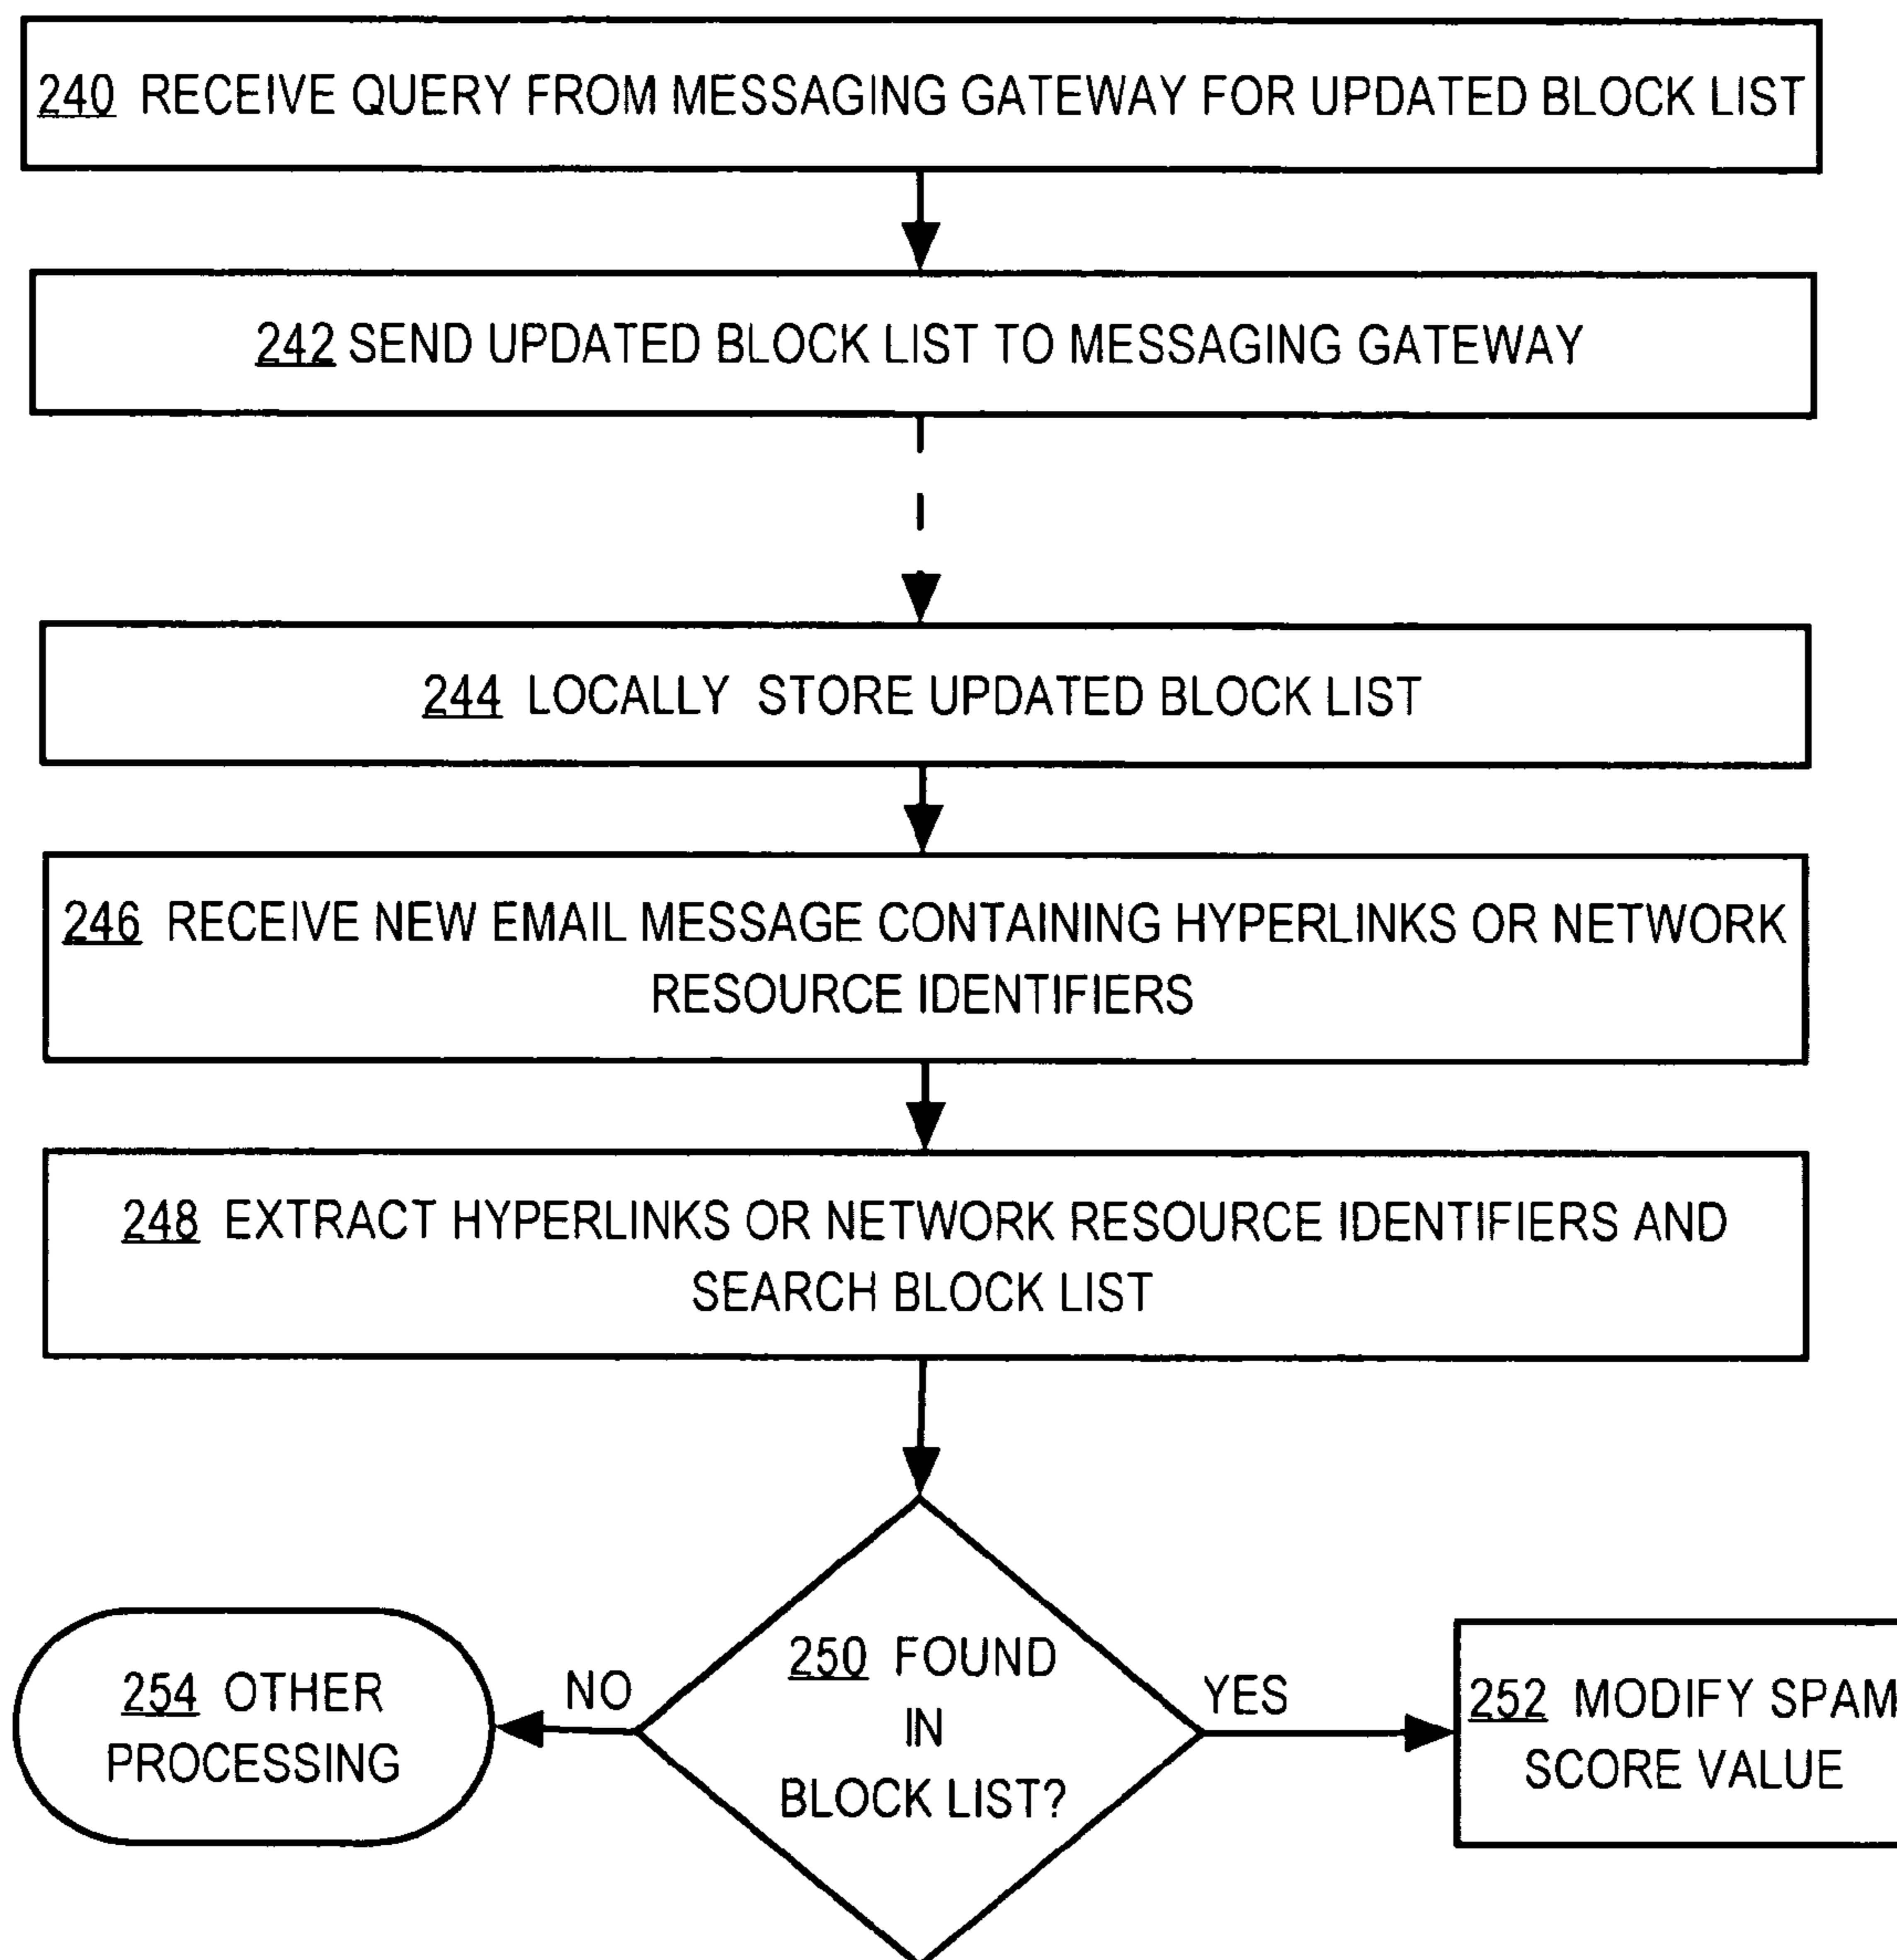 240 RECEIVE QUERY FROM MESSAGING GATEWAY FOR UPDATED BLOCK LIST
242 SEND UPDATED BLOCK LIST TO MESSAGING GATEWAY
244 LOCALLY STORE UPDATED BLOCK LIST
246 RECEIVE NEW EMAIL MESSAGE CONTAINING HYPERLINKS OR NETWORK
RESOURCE IDENTIFIERS
248 EXTRACT HYPERLINKS OR NETWORK RESOURCE IDENTIFIERS AND
SEARCH BLOCK LIST
250 FOUND
IN
BLOCK LIST?
NO
254 OTHER
PROCESSING
YES
252 MODIFY SPAM
SCORE VALUE